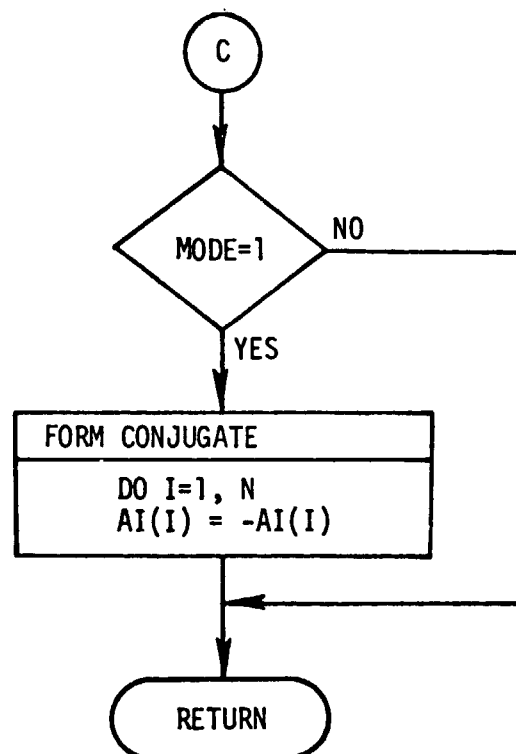 C
MODE=1
NO
YES
FORM CONJUGATE
DO I=1, N
AI(I) = -AI(I)
RETURN